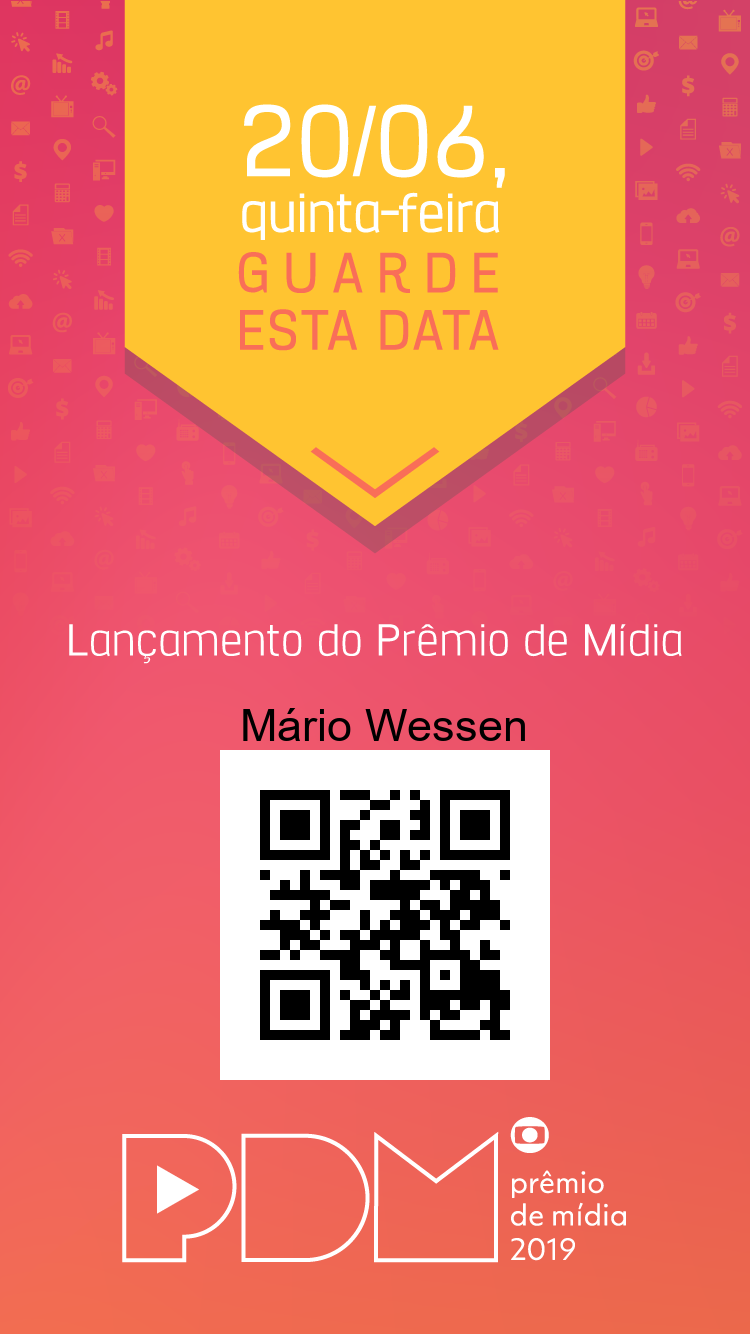 20/06,
quinta-feira
GUARDE
ESTA DATA
Lançamento do Prêmio de Mídia
Mário Wessen
PDM
prêmio
de mídia
2019